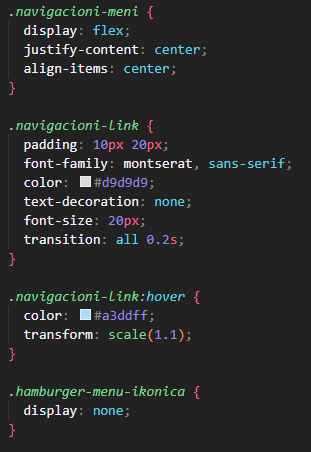 .navigacioni-meni {
display: flex;
justify-content: center;
align-items: center;
}
.navigacioni-link {
padding: 10px 20px;
font-family: montserat, sans-serif;
color: #d9d9d9;
text-decoration: none;
font-size: 20px;
transition: all 0.2s;
}
.navigacioni-link:hover {
color: #a3ddff;
transform: scale(1.1);
}
.hamburger-menu-ikonica {
display: none;
}